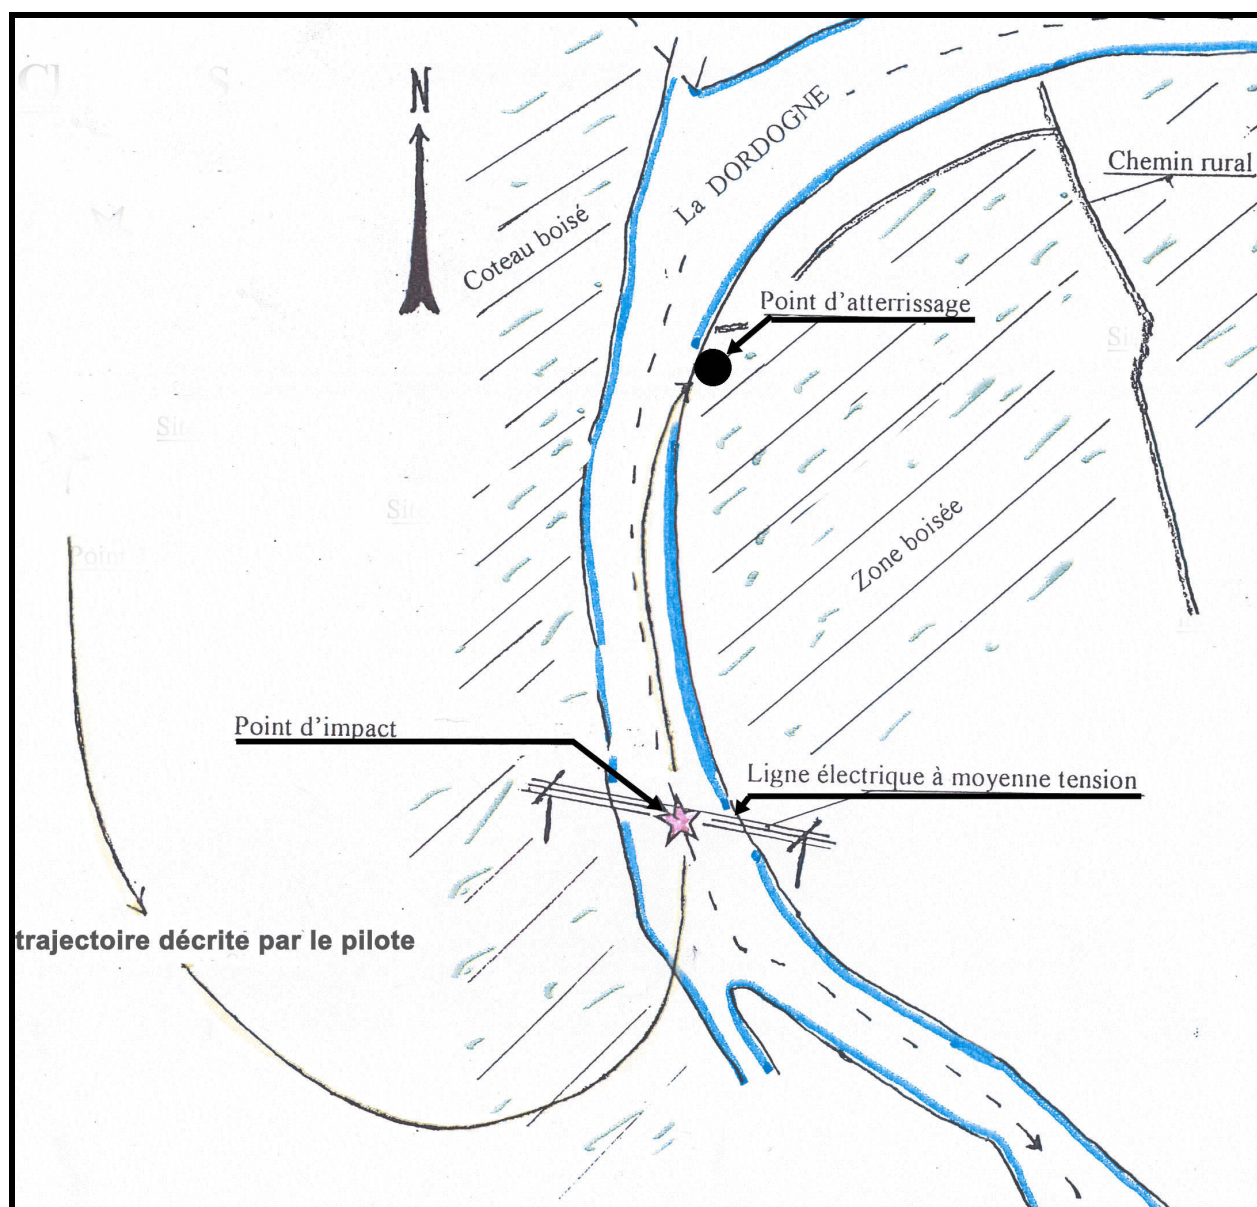 N
La DORDOGNE
Chemin rural
Coteau boisé
Point d'atterrissage
Zone boisée
Point d'impact
Ligne électrique à moyenne tension
trajectoire décrite par le pilote